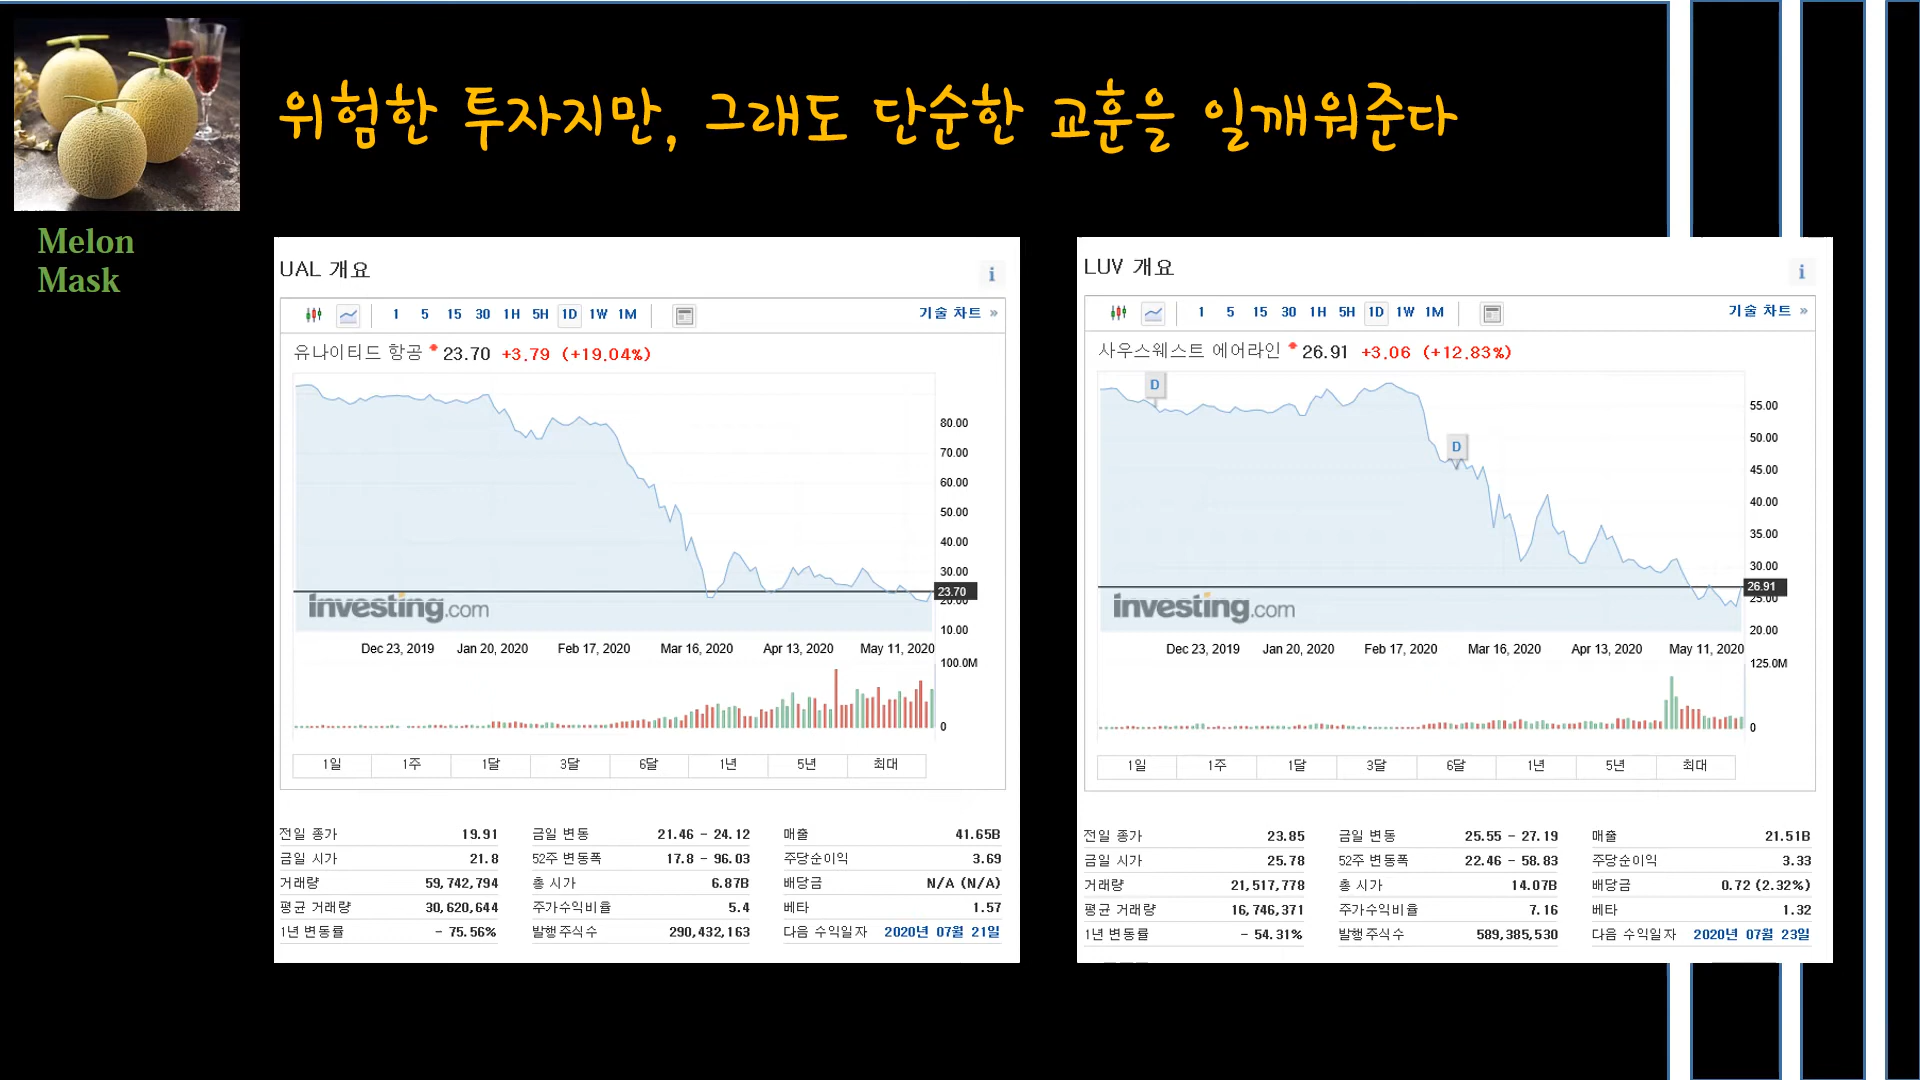 위험한 투자지만, 그래도 단순한 교훈을 일깨워준다
Melon
Mask
UAL 개요
i
1 5 15 30 1H 5H 1D 1W 1M
기술 차트 »
유나이티드 항공 23.70 +3.79 (+19.04%)
80.00
70.00
60.00
50.00
40.00
30.00
23.70
20.00
10.00
Investing.com
Dec 23, 2019 Jan 20, 2020 Feb 17, 2020 Mar 16, 2020 Apr 13, 2020 May 11, 2020
100.0M
0
1일 1주 1달 3달 6달 1년 5년 최대
전일 종가 19.91 금일 변동 21.46 - 24.12 매출 41.65B
금일 시가 21.8 52주 변동폭 17.8 - 96.03 주당순이익 3.69
거래량 59,742,794 총 시가 6.87B 배당금 N/A (N/A)
평균 거래량 30,620,644 주가수익비율 5.4 베타 1.57
1년 변동률 - 75.56% 발행주식수 290,432,163 다음 수익일자 2020년 07월 21일
LUV 개요
i
1 5 15 30 1H 5H 1D 1W 1M
기술 차트 »
사우스웨스트 에어라인 26.91 +3.06 (+12.83%)
D
D
55.00
50.00
45.00
40.00
35.00
30.00
26.91
25.00
20.00
Investing.com
Dec 23, 2019 Jan 20, 2020 Feb 17, 2020 Mar 16, 2020 Apr 13, 2020 May 11, 2020
125.0M
0
1일 1주 1달 3달 6달 1년 5년 최대
전일 종가 23.85 금일 변동 25.55 - 27.19 매출 21.51B
금일 시가 25.78 52주 변동폭 22.46 - 58.83 주당순이익 3.33
거래량 21,517,778 총 시가 14.07B 배당금 0.72 (2.32%)
평균 거래량 16,746,371 주가수익비율 7.16 베타 1.32
1년 변동률 - 54.31% 발행주식수 589,385,530 다음 수익일자 2020년 07월 23일